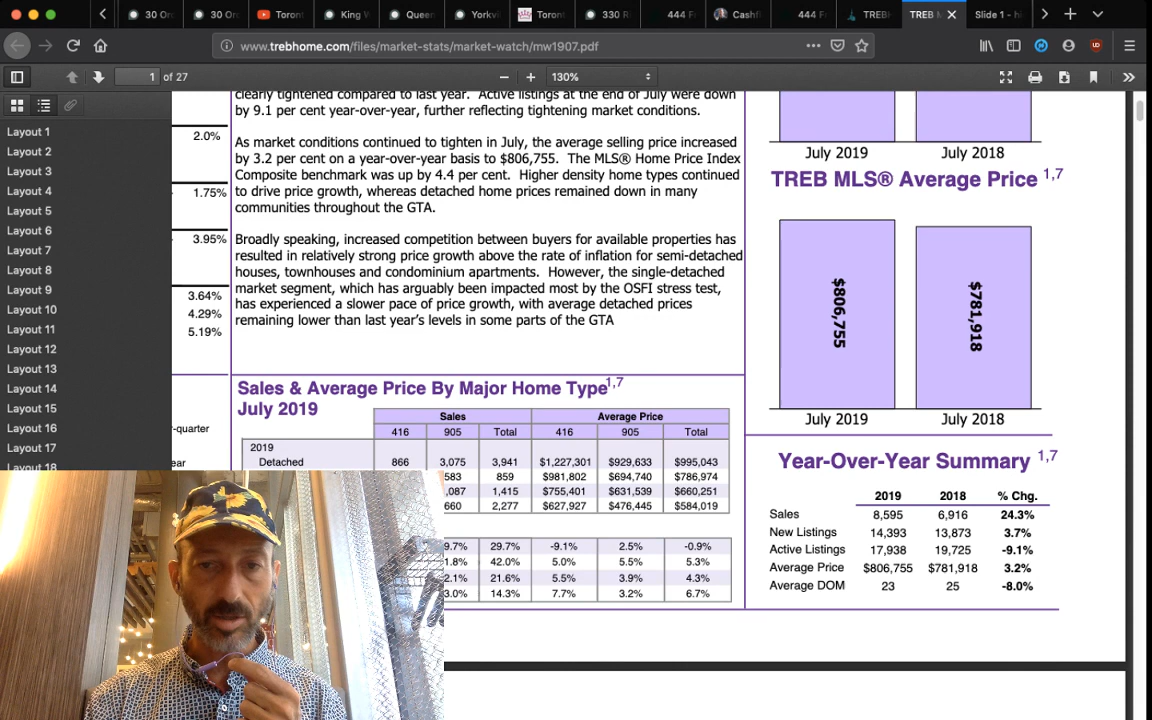 30 Or
30 Or
Toront
King W
Queen
Yorkvi
Toront
330 R
444 F
Cashf
444 F
TREBH
TREB M
Slide 1 - h
www.trebhome.com/files/market-stats/market-watch/mw1907.pdf
1 of 27
130%
Layout 1
Layout 2
Layout 3
Layout 4
Layout 5
Layout 6
Layout 7
Layout 8
Layout 9
Layout 10
Layout 11
Layout 12
Layout 13
Layout 14
Layout 15
Layout 16
Layout 17
Layout 18
2.0%
1.75%
3.95%
3.64%
4.29%
5.19%
-quarter
ear
clearly tightened compared to last year. Active listings at the end of July were down
by 9.1 per cent year-over-year, further reflecting tightening market conditions.
As market conditions continued to tighten in July, the average selling price increased
by 3.2 per cent on a year-over-year basis to $806,755. The MLS® Home Price Index
Composite benchmark was up by 4.4 per cent. Higher density home types continued
to drive price growth, whereas detached home prices remained down in many
communities throughout the GTA.
Broadly speaking, increased competition between buyers for available properties has
resulted in relatively strong price growth above the rate of inflation for semi-detached
houses, townhouses and condominium apartments. However, the single-detached
market segment, which has arguably been impacted most by the OSFI stress test,
has experienced a slower pace of price growth, with average detached prices
remaining lower than last year's levels in some parts of the GTA
Sales & Average Price By Major Home Type1,7
July 2019
Sales Average Price
416 905 Total 416 905 Total
2019
Detached 866 3,075 3,941 $1,227,301 $929,633 $995,043
583 859 $981,802 $694,740 $786,974
,087 1,415 $755,401 $631,539 $660,251
660 2,277 $627,927 $476,445 $584,019
9.7% 29.7% -9.1% 2.5% -0.9%
1.8% 42.0% 5.0% 5.5% 5.3%
2.1% 21.6% 5.5% 3.9% 4.3%
3.0% 14.3% 7.7% 3.2% 6.7%
July 2019 July 2018
TREB MLS® Average Price 1,7
$806,755
$781,918
July 2019 July 2018
Year-Over-Year Summary 1,7
2019 2018 % Chg.
Sales 8,595 6,916 24.3%
New Listings 14,393 13,873 3.7%
Active Listings 17,938 19,725 -9.1%
Average Price $806,755 $781,918 3.2%
Average DOM 23 25 -8.0%